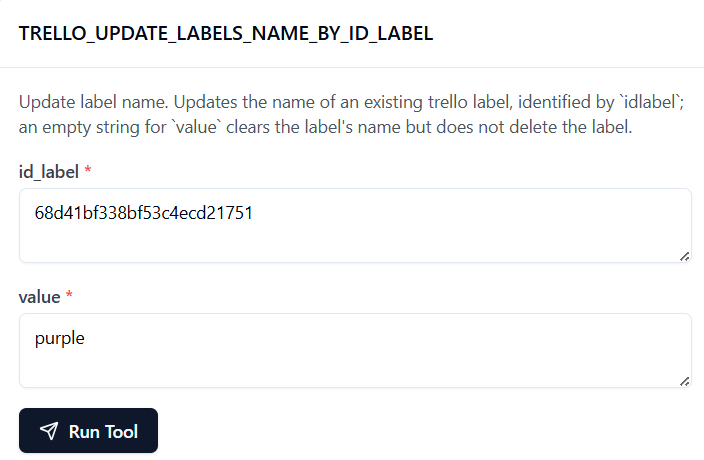 TRELLO_UPDATE_LABELS_NAME_BY_ID_LABEL
Update label name. Updates the name of an existing trello label, identified by `idlabel`;
an empty string for `value` clears the label's name but does not delete the label.
id_label *
68d41bf338bf53c4ecd21751
value *
purple
Run Tool